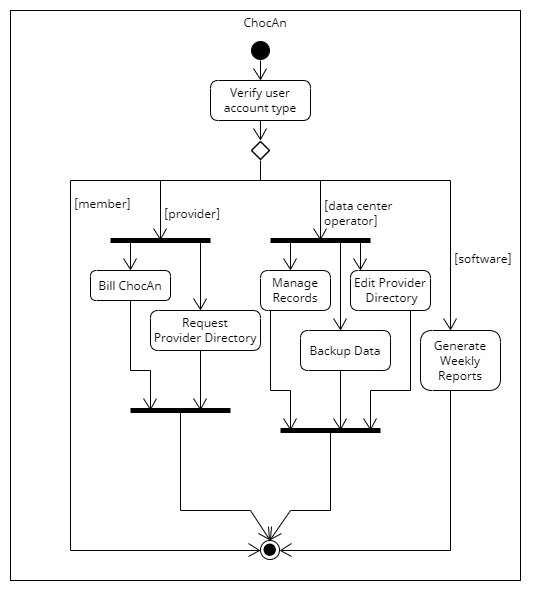 ChocAn
Verify user
account type
[member]
[provider]
[data center
operator]
[software]
Bill ChocAn
Request
Provider Directory
Manage
Records
Edit Provider
Directory
Backup Data
Generate
Weekly
Reports